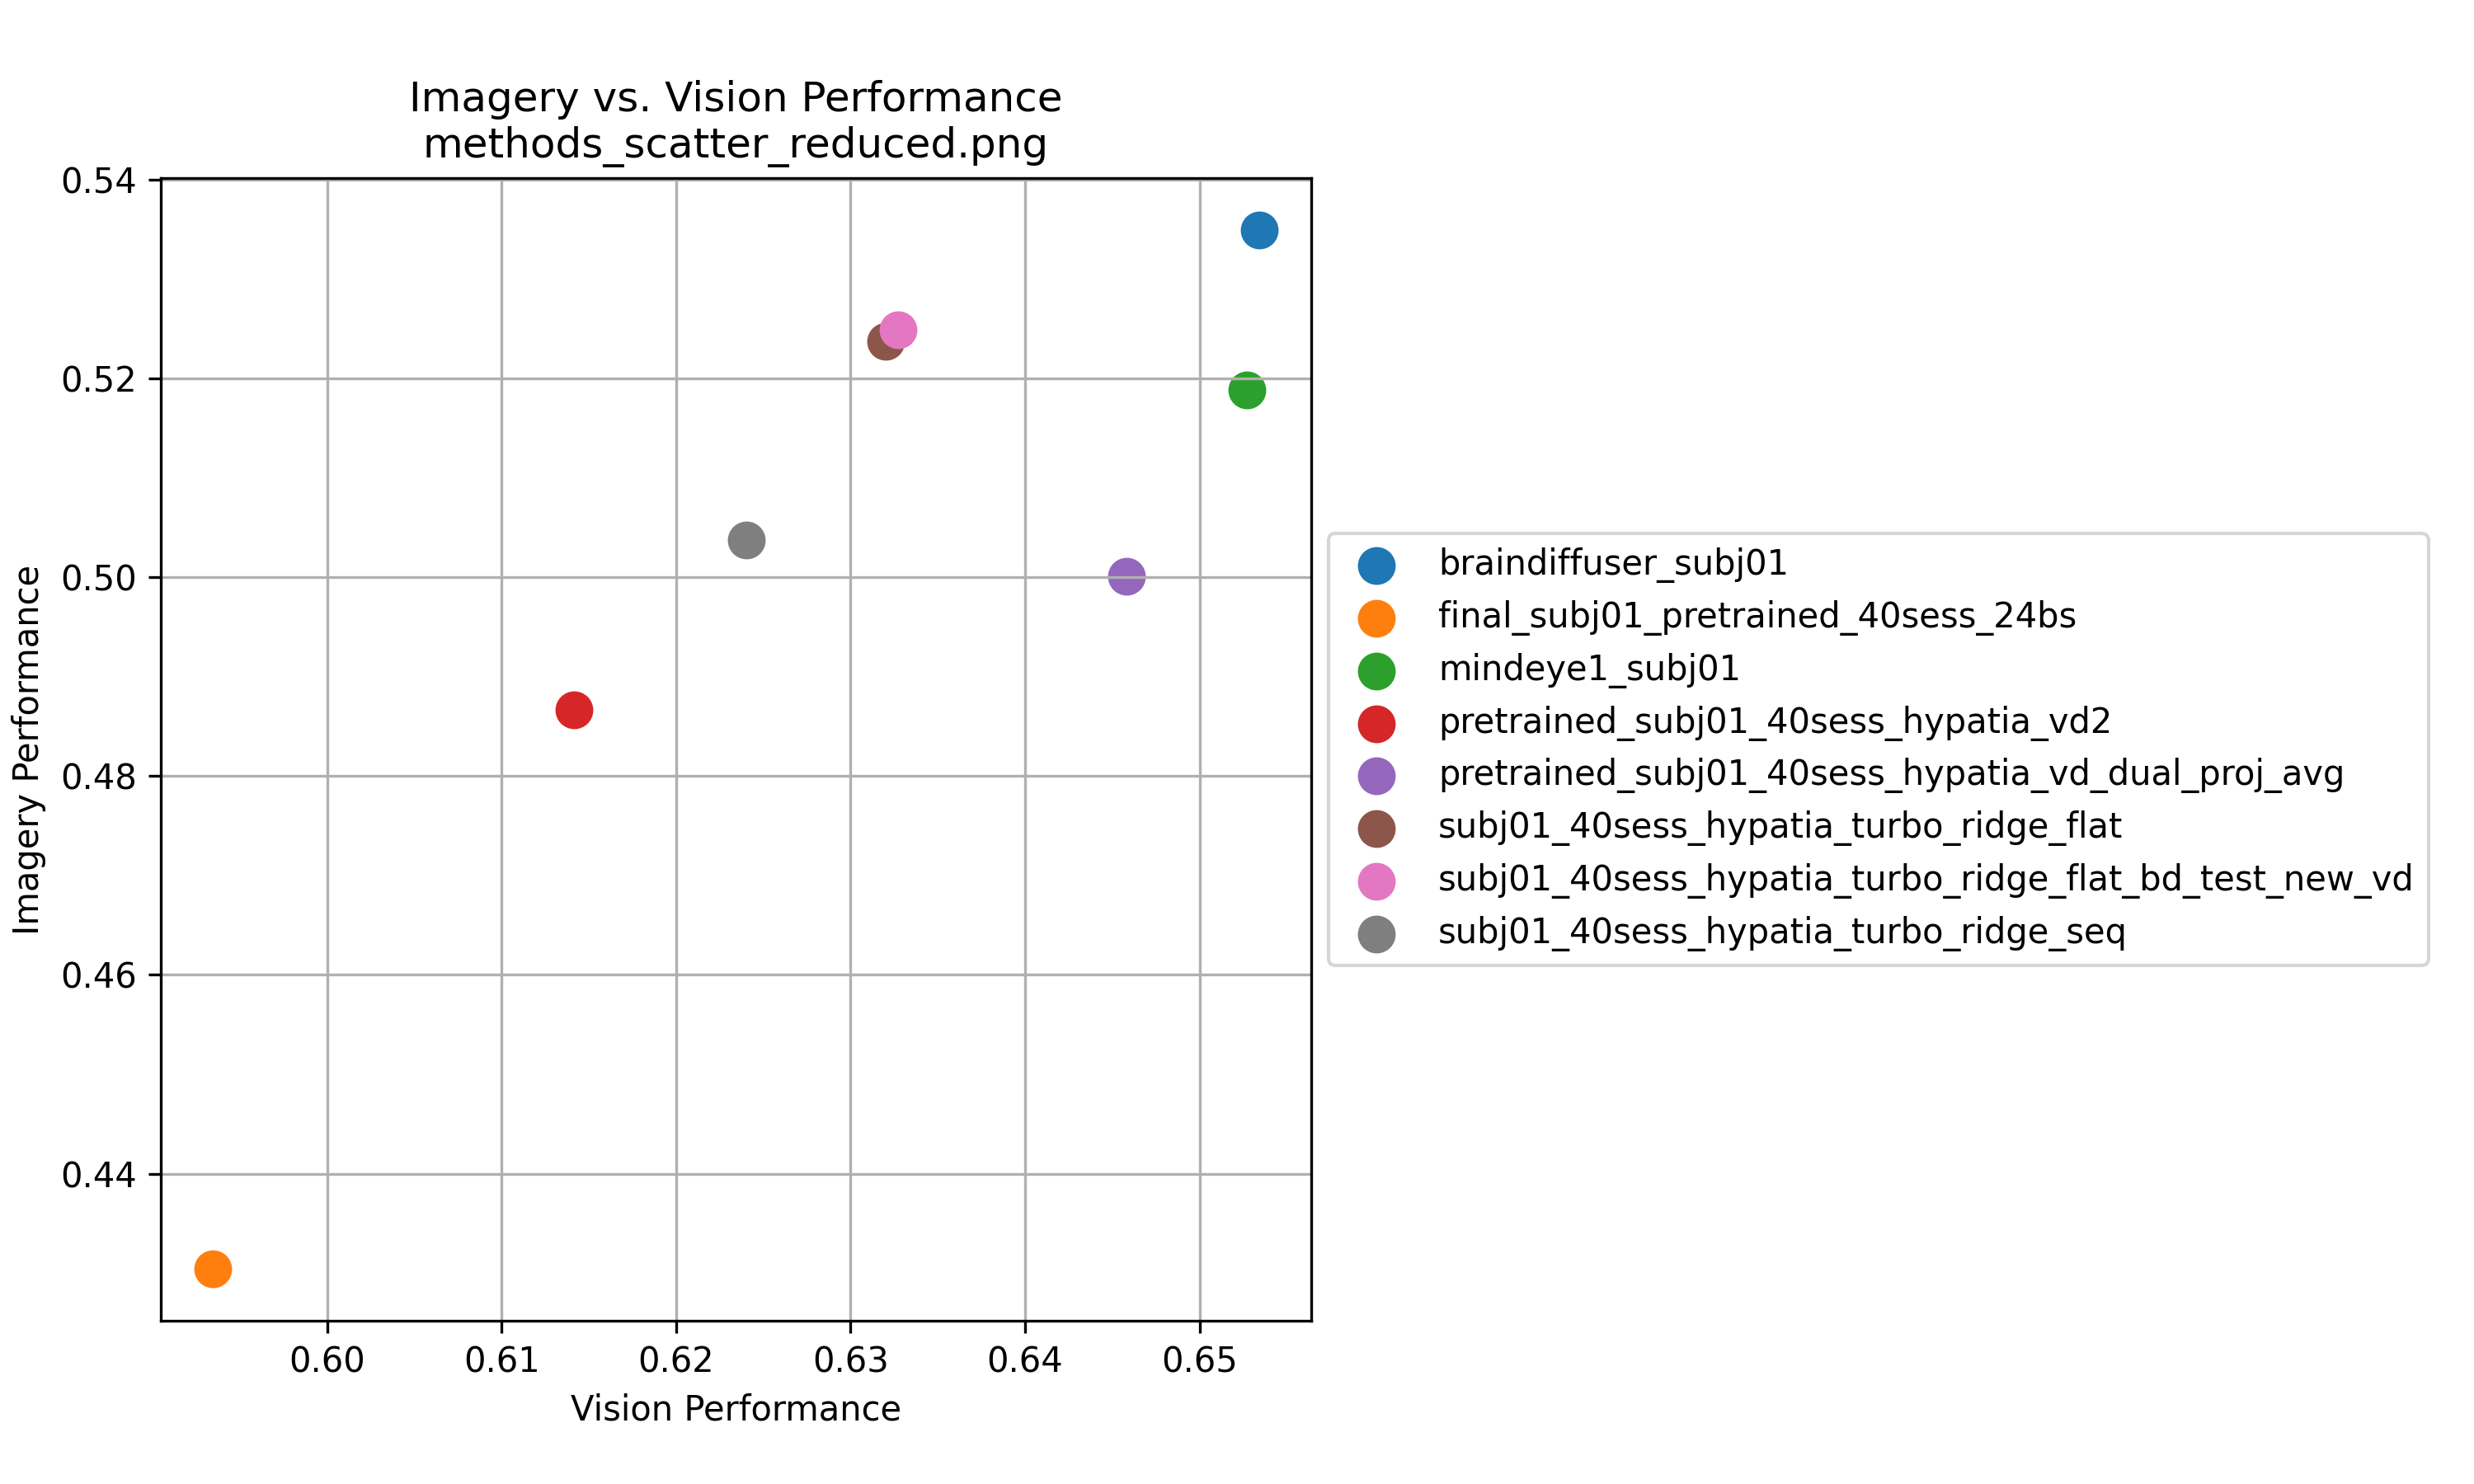 Imagery vs. Vision Performance
methods_scatter_reduced.png
0.54
0.52
0.50
0.48
0.46
0.44
Imagery Performance
0.60 0.61 0.62 0.63 0.64 0.65
Vision Performance
braindiffuser_subj01
final_subj01_pretrained_40sess_24bs
mindeye1_subj01
pretrained_subj01_40sess_hypatia_vd2
pretrained_subj01_40sess_hypatia_vd_dual_proj_avg
subj01_40sess_hypatia_turbo_ridge_flat
subj01_40sess_hypatia_turbo_ridge_flat_bd_test_new_vd
subj01_40sess_hypatia_turbo_ridge_seq